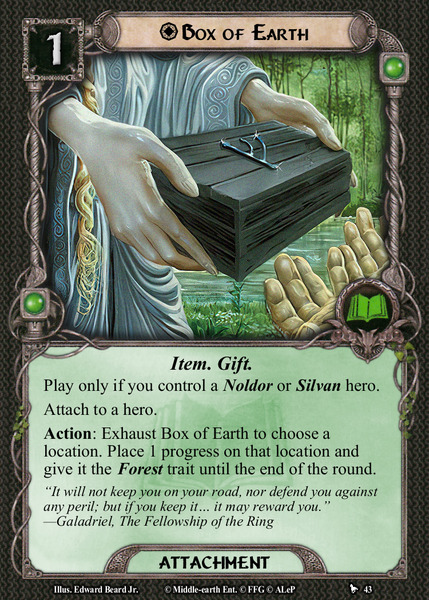 1
Box of Earth
Item. Gift.
Play only if you control a Noldor or Silvan hero.
Attach to a hero.
Action: Exhaust Box of Earth to choose a
location. Place 1 progress on that location and
give it the Forest trait until the end of the round.
“It will not keep you on your road, nor defend you against
any peril; but if you keep it… it may reward you.”
—Galadriel, The Fellowship of the Ring
ATTACHMENT
Illus. Edward Beard Jr. © Middle-earth Ent. © FFG © ALeP 43